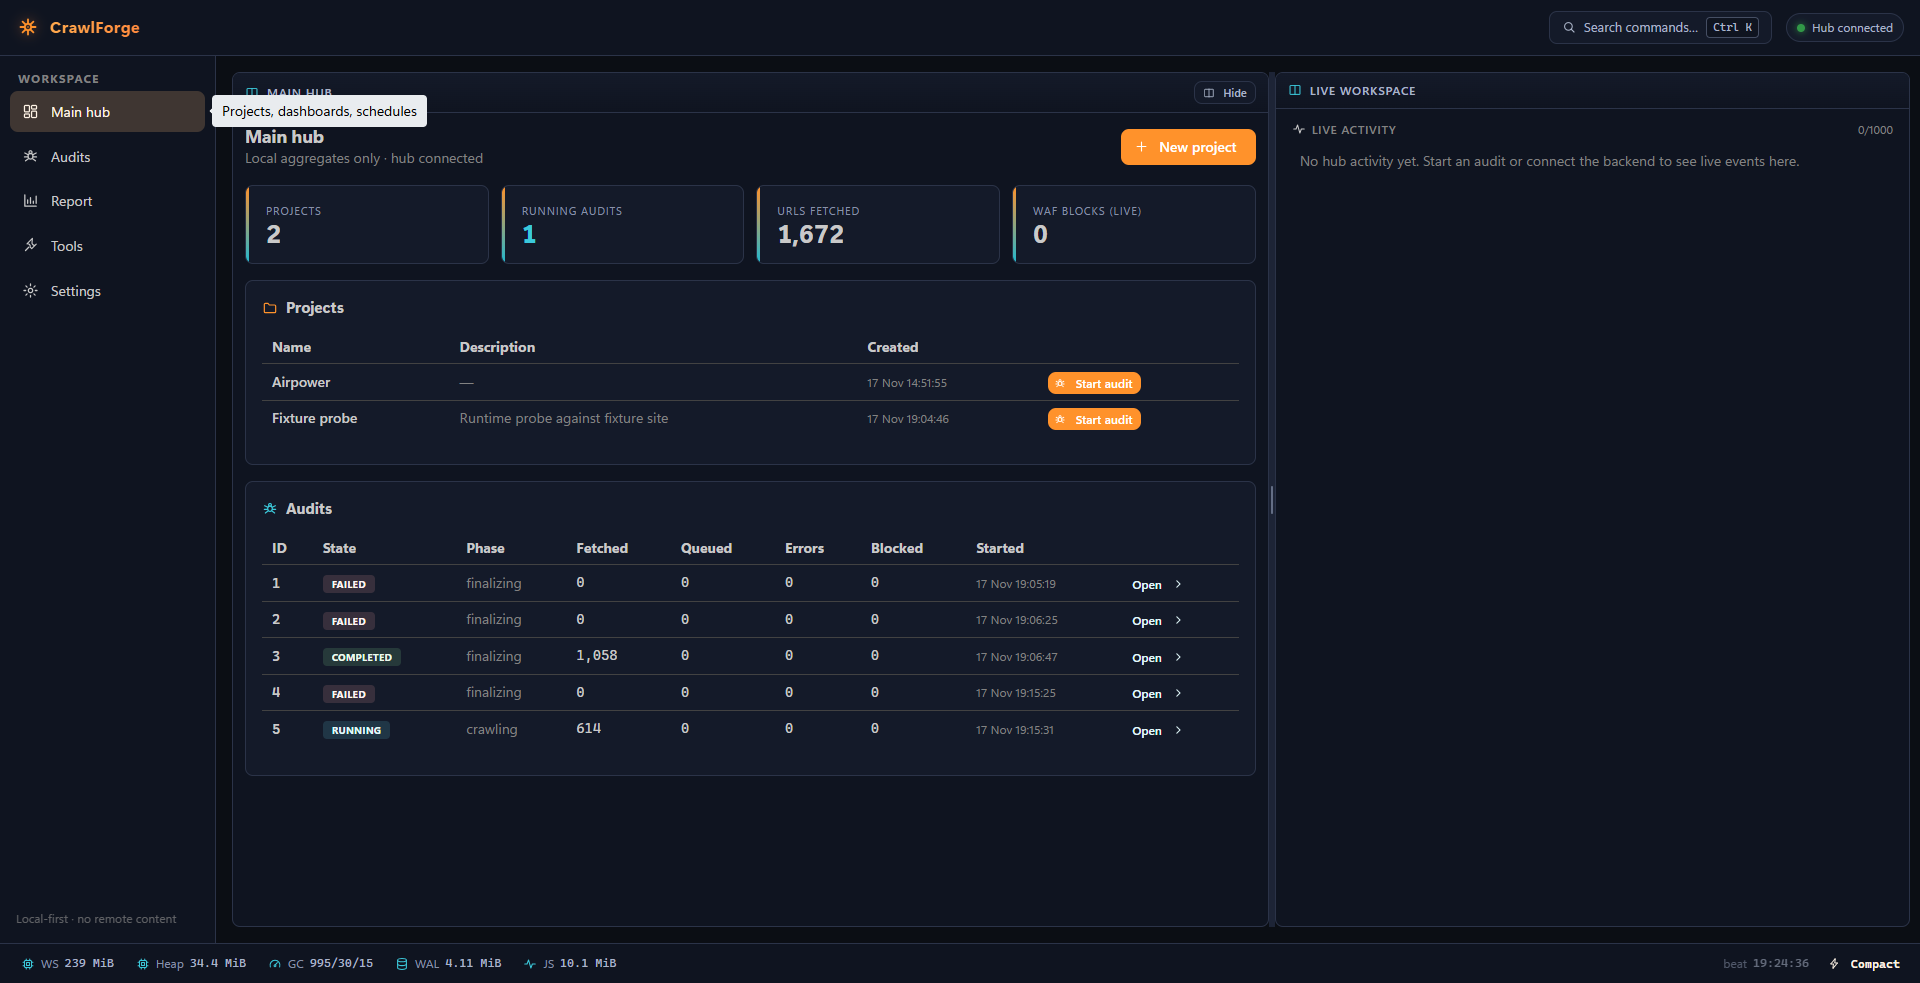 CrawlForge
Search commands... Ctrl K
Hub connected
WORKSPACE
Main hub
Audits
Report
Tools
Settings
Local-first · no remote content
MAIN HUB
Hide
Projects, dashboards, schedules
Main hub
Local aggregates only · hub connected
New project
PROJECTS
2
RUNNING AUDITS
1
URLS FETCHED
1,672
WAF BLOCKS (LIVE)
0
Projects
Name Description Created
Airpower — 17 Nov 14:51:55 Start audit
Fixture probe Runtime probe against fixture site 17 Nov 19:04:46 Start audit
Audits
ID State Phase Fetched Queued Errors Blocked Started
1 FAILED finalizing 0 0 0 0 17 Nov 19:05:19 Open
2 FAILED finalizing 0 0 0 0 17 Nov 19:06:25 Open
3 COMPLETED finalizing 1,058 0 0 0 17 Nov 19:06:47 Open
4 FAILED finalizing 0 0 0 0 17 Nov 19:15:25 Open
5 RUNNING crawling 614 0 0 0 17 Nov 19:15:31 Open
LIVE WORKSPACE
LIVE ACTIVITY 0/1000
No hub activity yet. Start an audit or connect the backend to see live events here.
WS 239 MiB Heap 34.4 MiB GC 995/30/15 WAL 4.11 MiB JS 10.1 MiB
beat 19:24:36 Compact